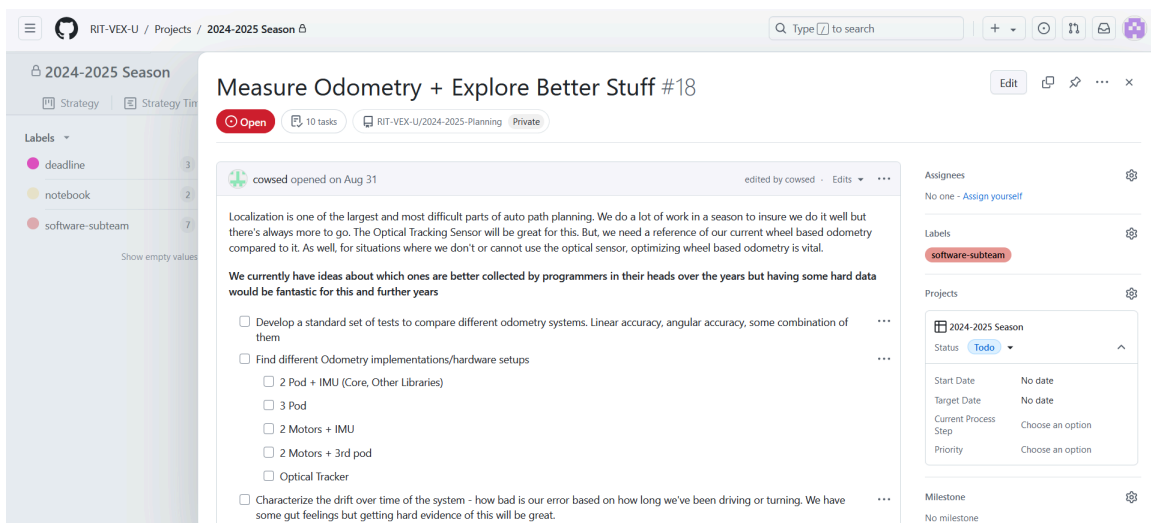 RIT-VEX-U / Projects / 2024-2025 Season
Type / to search
2024-2025 Season
Strategy
Strategy Tim
Labels
deadline 3
notebook 2
software-subteam 7
Show empty values
Measure Odometry + Explore Better Stuff #18
Edit
Open
10 tasks
RIT-VEX-U/2024-2025-Planning Private
cowsed opened on Aug 31
edited by cowsed · Edits
Localization is one of the largest and most difficult parts of auto path planning. We do a lot of work in a season to insure we do it well but
there's always more to go. The Optical Tracking Sensor will be great for this. But, we need a reference of our current wheel based odometry
compared to it. As well, for situations where we don't or cannot use the optical sensor, optimizing wheel based odometry is vital.
We currently have ideas about which ones are better collected by programmers in their heads over the years but having some hard data
would be fantastic for this and further years
Develop a standard set of tests to compare different odometry systems. Linear accuracy, angular accuracy, some combination of
them
Find different Odometry implementations/hardware setups
2 Pod + IMU (Core, Other Libraries)
3 Pod
2 Motors + IMU
2 Motors + 3rd pod
Optical Tracker
Characterize the drift over time of the system - how bad is our error based on how long we've been driving or turning. We have
some gut feelings but getting hard evidence of this will be great.
Assignees
No one - Assign yourself
Labels
software-subteam
Projects
2024-2025 Season
Status Todo
Start Date No date
Target Date No date
Current Process
Step
Choose an option
Priority Choose an option
Milestone
No milestone